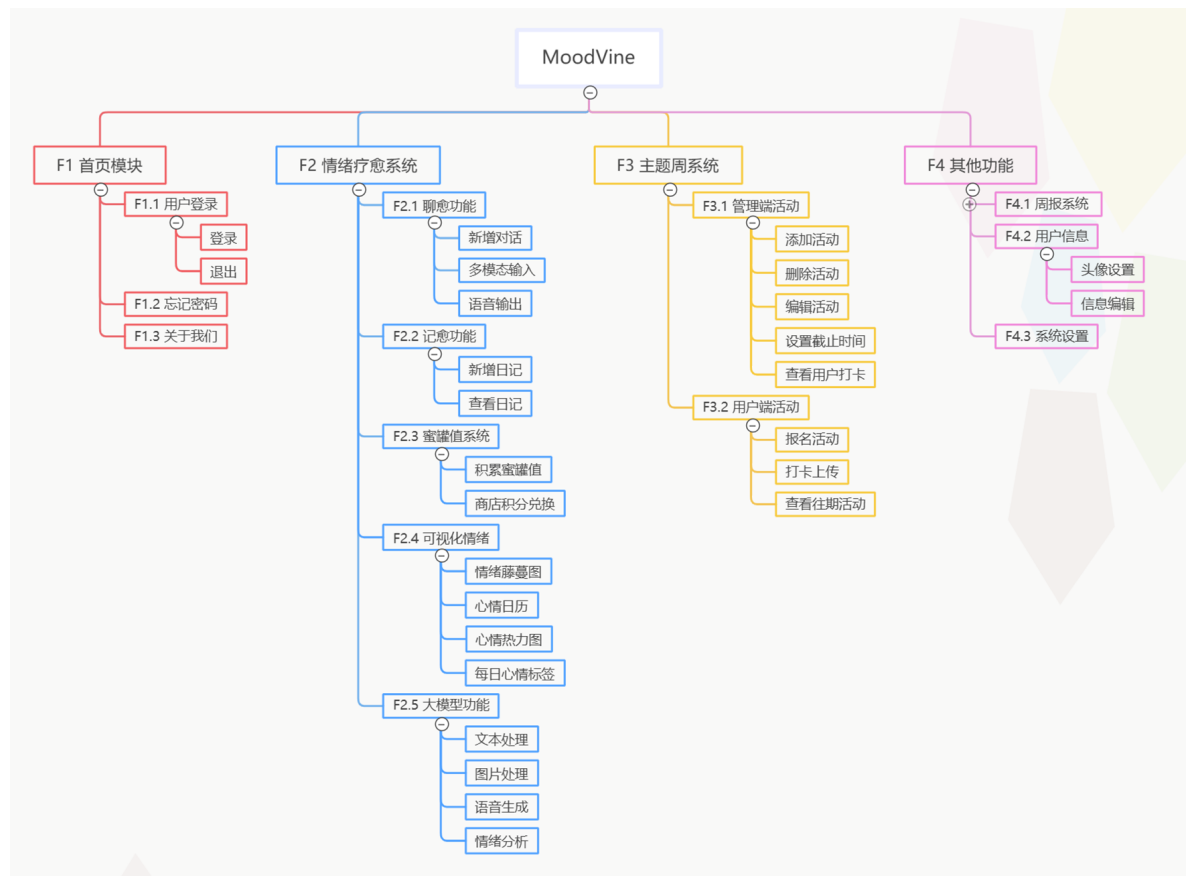 MoodVine
F1 首页模块
F1.1 用户登录
登录
退出
F1.2 忘记密码
F1.3 关于我们
F2 情绪疗愈系统
F2.1 聊愈功能
新增对话
多模态输入
语音输出
F2.2 记愈功能
新增日记
查看日记
F2.3 蜜罐值系统
积累蜜罐值
商店积分兑换
F2.4 可视化情绪
情绪藤蔓图
心情日历
心情热力图
每日心情标签
F2.5 大模型功能
文本处理
图片处理
语音生成
情绪分析
F3 主题周系统
F3.1 管理端活动
添加活动
删除活动
编辑活动
设置截止时间
查看用户打卡
F3.2 用户端活动
报名活动
打卡上传
查看往期活动
F4 其他功能
F4.1 周报系统
F4.2 用户信息
头像设置
信息编辑
F4.3 系统设置